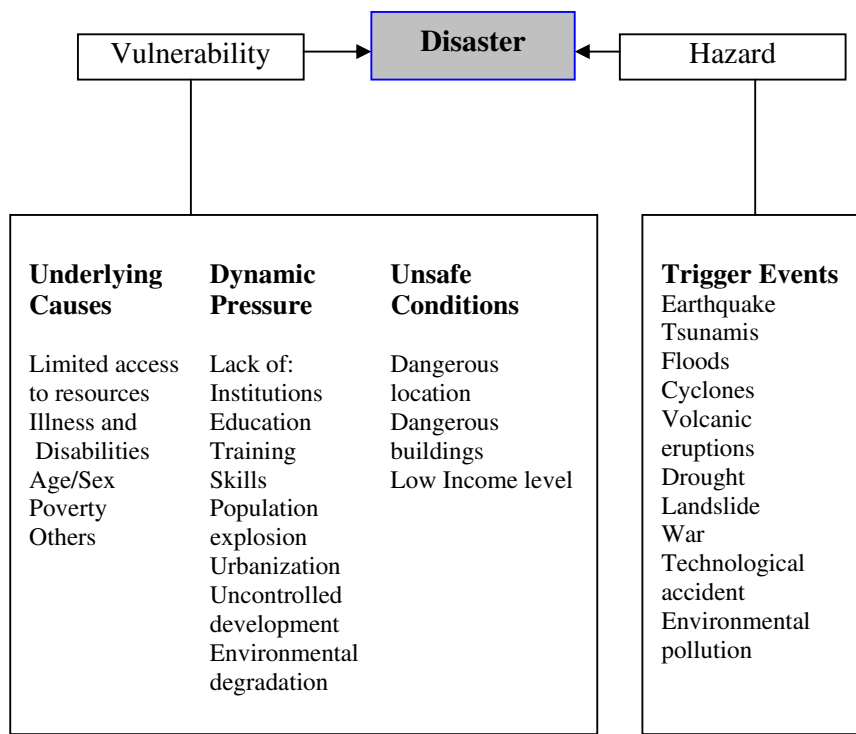 Vulnerability
Disaster
Hazard
Underlying
Causes
Limited access
to resources
Illness and
Disabilities
Age/Sex
Poverty
Others
Dynamic
Pressure
Lack of:
Institutions
Education
Training
Skills
Population
explosion
Urbanization
Uncontrolled
development
Environmental
degradation
Unsafe
Conditions
Dangerous
location
Dangerous
buildings
Low Income level
Trigger Events
Earthquake
Tsunamis
Floods
Cyclones
Volcanic
eruptions
Drought
Landslide
War
Technological
accident
Environmental
pollution